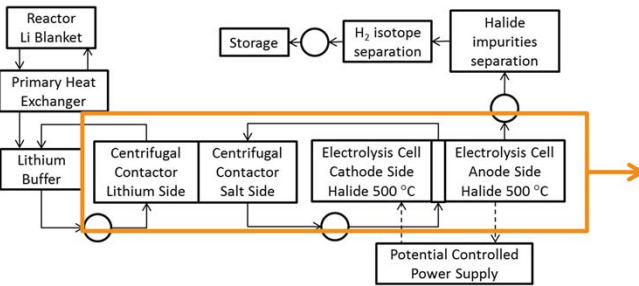 Reactor
Li Blanket
Primary Heat
Exchanger
Lithium
Buffer
Storage
H₂ isotope
separation
Halide
impurities
separation
Centrifugal
Contactor
Lithium Side
Centrifugal
Contactor
Salt Side
Electrolysis Cell
Cathode Side
Halide 500 °C
Electrolysis Cell
Anode Side
Halide 500 °C
Potential Controlled
Power Supply